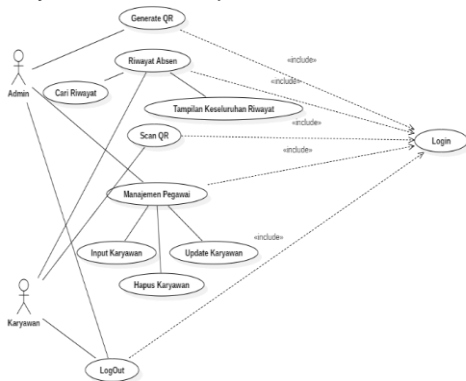 Generate QR
«include»
Riwayat Absen
«include»
Admin
Cari Riwayat
Tampilan Keseluruhan Riwayat
«include»
Scan QR
Login
«include»
Manajemen Pegawai
«include»
Input Karyawan
Update Karyawan
Hapus Karyawan
Karyawan
LogOut